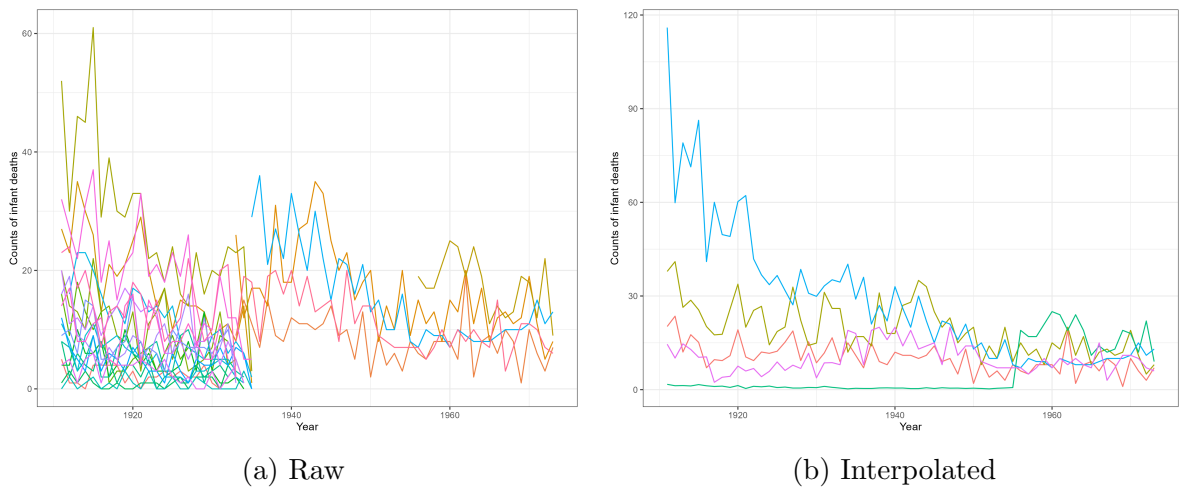 60
40
20
0
Counts of infant deaths
1920
1940
1960
Year
(a) Raw
120
90
60
30
0
Counts of infant deaths
1920
1940
1960
Year
(b) Interpolated